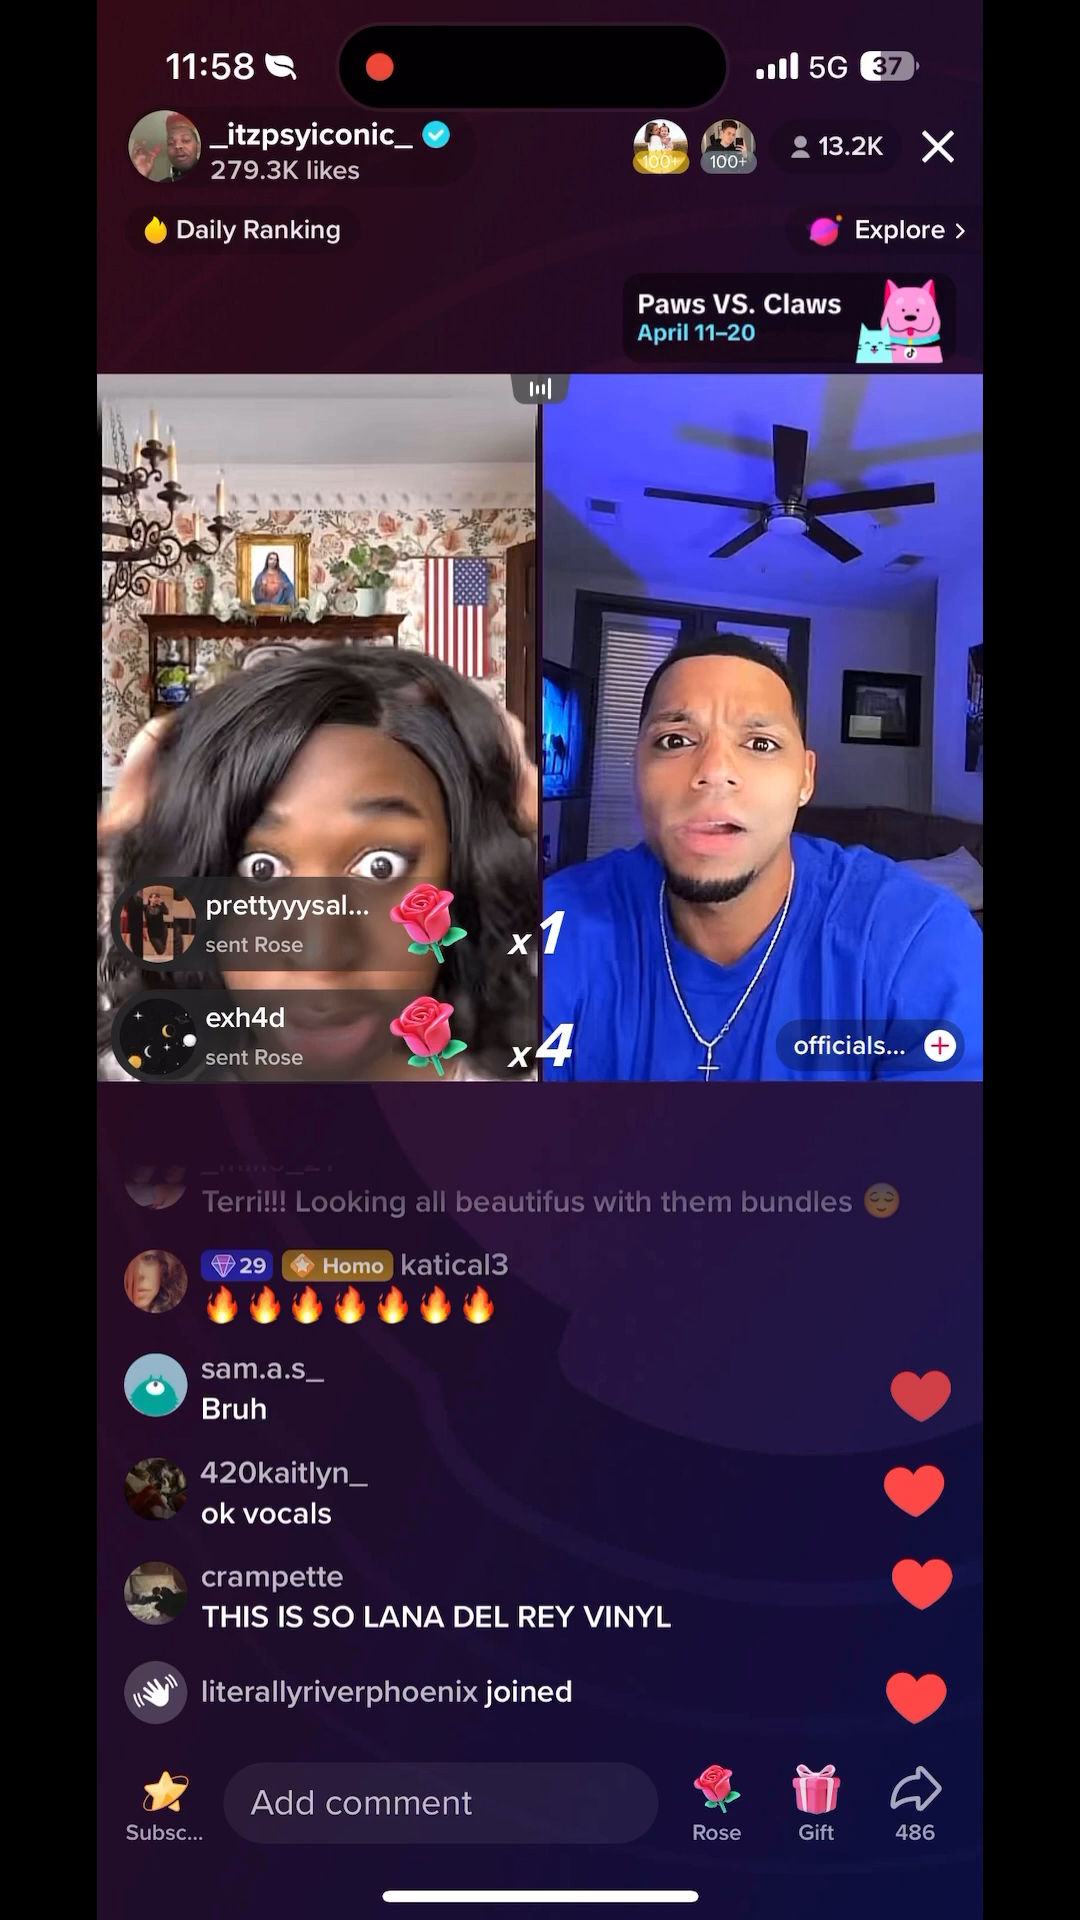 11:58
5G 37
_itzpsyiconic_
279.3K likes
100+
100+
13.2K
Daily Ranking
Explore >
Paws VS. Claws
April 11–20
prettyyysal...
sent Rose
x1
exh4d
sent Rose
x4
officials...
Terri!!! Looking all beautifus with them bundles 😌
29 Homo katical3
🔥🔥🔥🔥🔥🔥🔥
sam.a.s_
Bruh
420kaitlyn_
ok vocals
crampette
THIS IS SO LANA DEL REY VINYL
literallyriverphoenix joined
Subsc...
Add comment
Rose
Gift
486